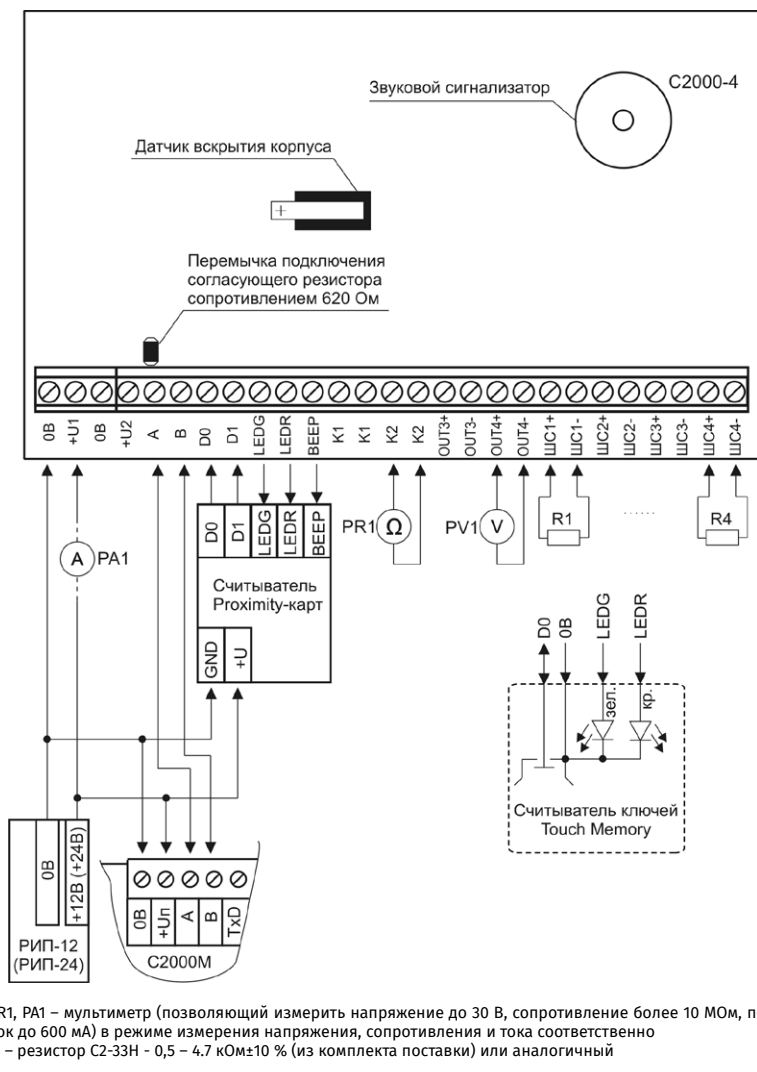 Звуковой сигнализатор
С2000-4
Датчик вскрытия корпуса
Перемычка подключения
согласующего резистора
сопротивлением 620 Ом
0В +U1 0В +U2 A B D0 D1 LEDG LEDR BEEP К1 К1 К2 К2 OUT3+ OUT3- OUT4+ OUT4- ШС1+ ШС1- ШС2+ ШС2- ШС3+ ШС3- ШС4+ ШС4-
A PA1
D0 D1 LEDG LEDR BEEP
Считыватель
Proximity-карт
GND +U
PR1 Ω
PV1 V
R1
......
R4
D0 0В LEDG LEDR
зел. кр.
Считыватель ключей
Touch Memory
0В +12В (+24В)
РИП-12
(РИП-24)
0В +Uп A B TxD
С2000М
R1, PA1 – мультиметр (позволяющий измерить напряжение до 30 В, сопротивление более 10 МОм, п
ок до 600 мА) в режиме измерения напряжения, сопротивления и тока соответственно
– резистор С2-33Н - 0,5 – 4.7 кОм±10 % (из комплекта поставки) или аналогичный